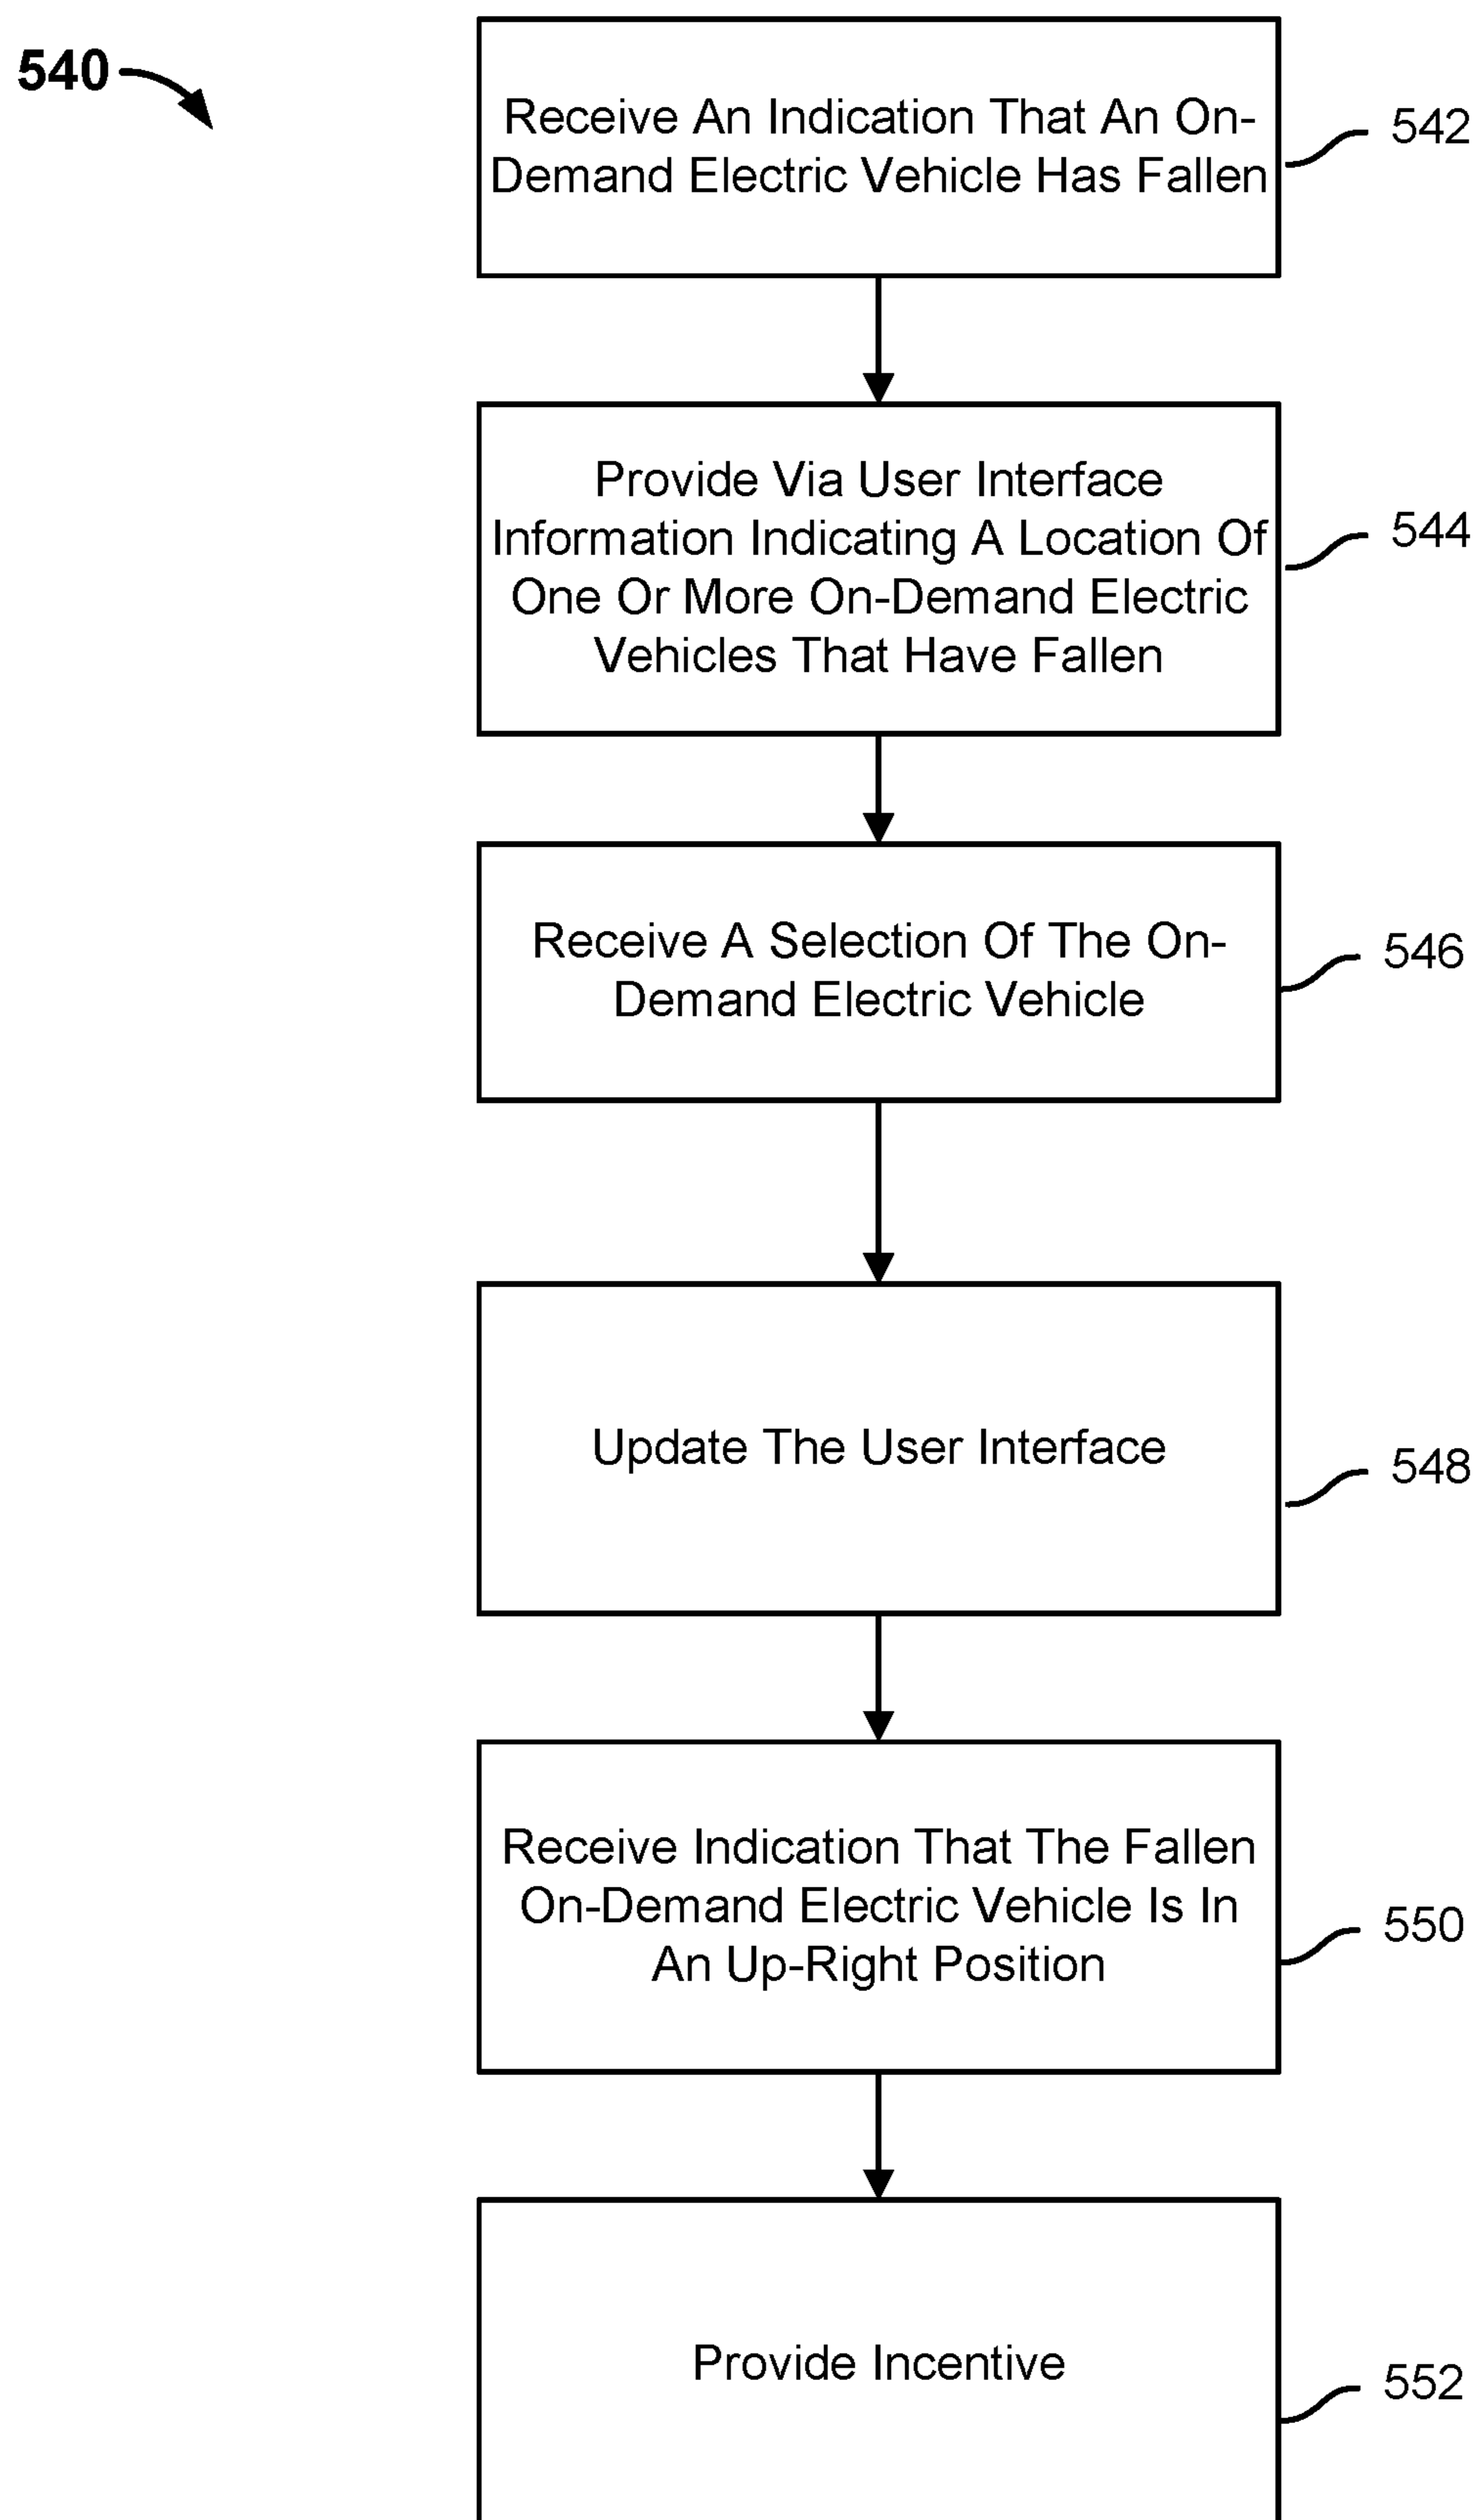 540
Receive An Indication That An On-
Demand Electric Vehicle Has Fallen
542
Provide Via User Interface
Information Indicating A Location Of
One Or More On-Demand Electric
Vehicles That Have Fallen
544
Receive A Selection Of The On-
Demand Electric Vehicle
546
Update The User Interface
548
Receive Indication That The Fallen
On-Demand Electric Vehicle Is In
An Up-Right Position
550
Provide Incentive
552